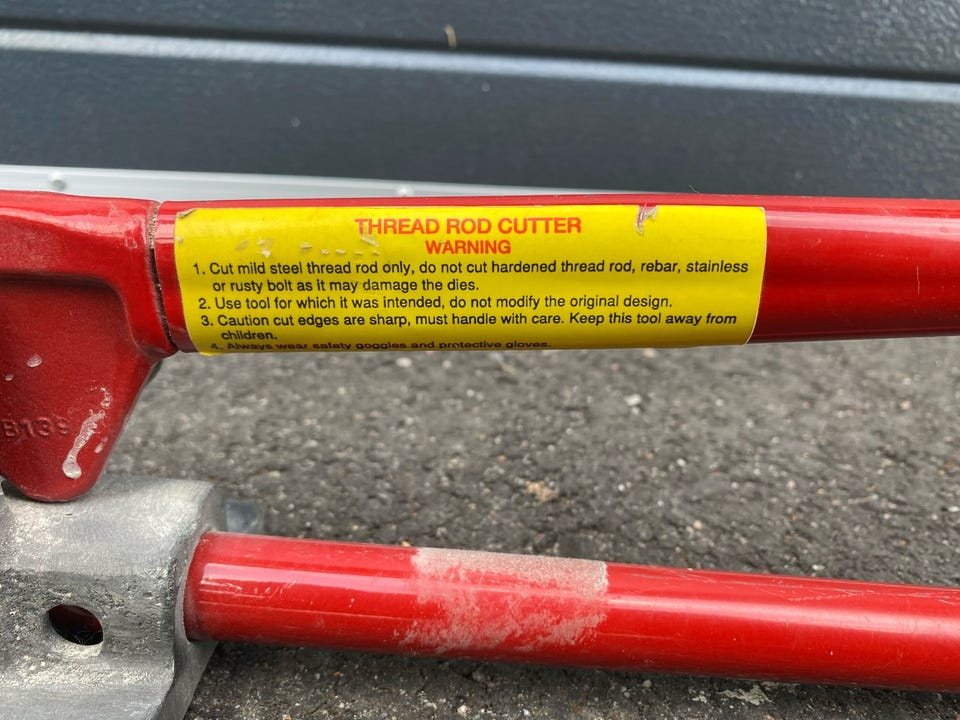 THREAD ROD CUTTER
WARNING
1. Cut mild steel thread rod only, do not cut hardened thread rod, rebar, stainless
or rusty bolt as it may damage the dies.
2. Use tool for which it was intended, do not modify the original design.
3. Caution cut edges are sharp, must handle with care. Keep this tool away from
children.
4. Always wear safety goggles and protective gloves.
B139